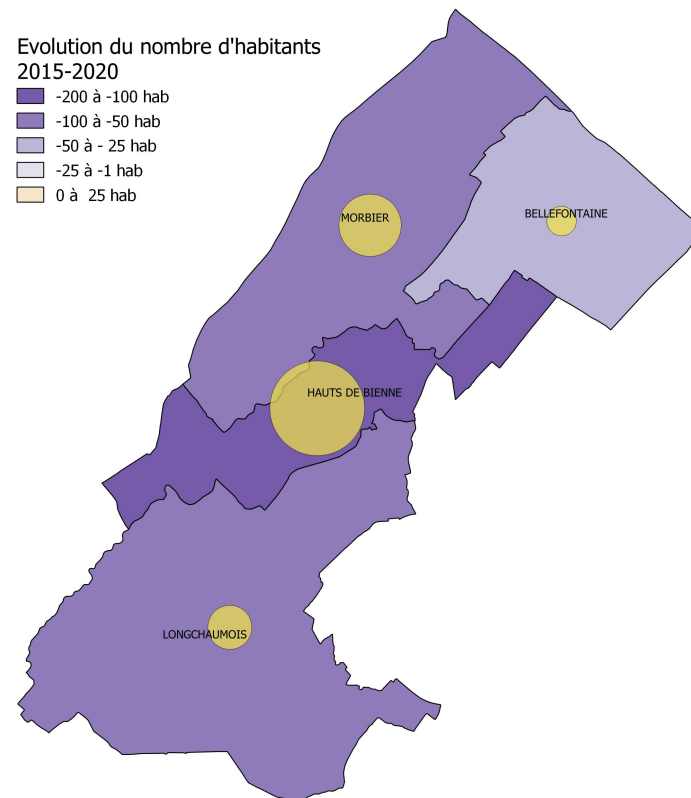 Evolution du nombre d'habitants
2015-2020
-200 à -100 hab
-100 à -50 hab
-50 à - 25 hab
-25 à -1 hab
0 à  25 hab
MORBIER
BELLEFONTAINE
HAUTS DE BIENNE
LONGCHAUMOIS